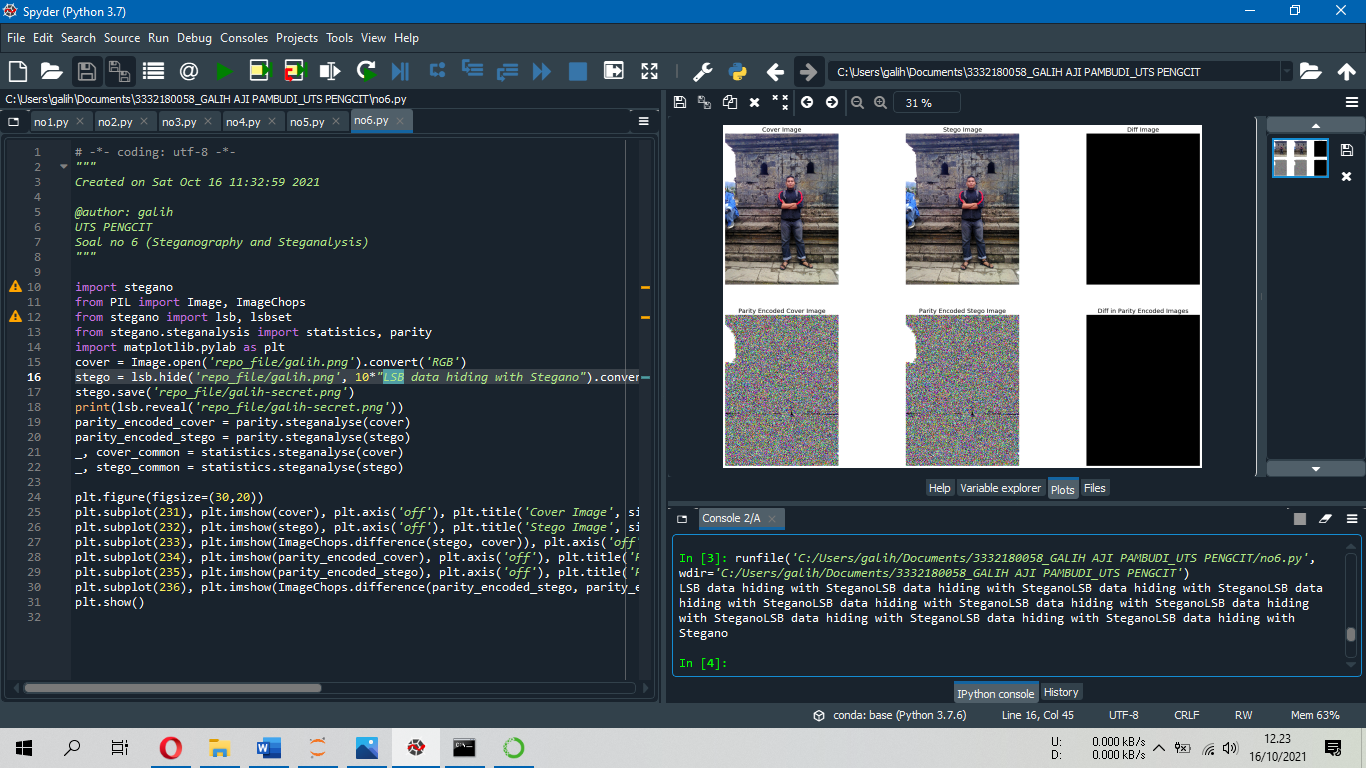 Spyder (Python 3.7)
File Edit Search Source Run Debug Consoles Projects Tools View Help
C:\Users\galih\Documents\3332180058_GALIH AJI PAMBUDI_UTS PENGCIT
C:\Users\galih\Documents\3332180058_GALIH AJI PAMBUDI_UTS PENGCIT\no6.py
no1.py no2.py no3.py no4.py no5.py no6.py
1 # -*- coding: utf-8 -*-
2 """
3 Created on Sat Oct 16 11:32:59 2021
4
5 @author: galih
6 UTS PENGCIT
7 Soal no 6 (Steganography and Steganalysis)
8 """
9
10 import stegano
11 from PIL import Image, ImageChops
12 from stegano import lsb, lsbset
13 from stegano.steganalysis import statistics, parity
14 import matplotlib.pylab as plt
15 cover = Image.open('repo_file/galih.png').convert('RGB')
16 stego = lsb.hide('repo_file/galih.png', 10*"LSB data hiding with Stegano").conver
17 stego.save('repo_file/galih-secret.png')
18 print(lsb.reveal('repo_file/galih-secret.png'))
19 parity_encoded_cover = parity.steganalyse(cover)
20 parity_encoded_stego = parity.steganalyse(stego)
21 _, cover_common = statistics.steganalyse(cover)
22 _, stego_common = statistics.steganalyse(stego)
23
24 plt.figure(figsize=(30,20))
25 plt.subplot(231), plt.imshow(cover), plt.axis('off'), plt.title('Cover Image', si
26 plt.subplot(232), plt.imshow(stego), plt.axis('off'), plt.title('Stego Image', si
27 plt.subplot(233), plt.imshow(ImageChops.difference(stego, cover)), plt.axis('off'
28 plt.subplot(234), plt.imshow(parity_encoded_cover), plt.axis('off'), plt.title('P
29 plt.subplot(235), plt.imshow(parity_encoded_stego), plt.axis('off'), plt.title('P
30 plt.subplot(236), plt.imshow(ImageChops.difference(parity_encoded_stego, parity_e
31 plt.show()
32
31 %
Cover Image Stego Image Diff Image
Parity Encoded Cover Image Parity Encoded Stego Image Diff in Parity Encoded Images
Help Variable explorer Plots Files
Console 2/A
In [3]: runfile('C:/Users/galih/Documents/3332180058_GALIH AJI PAMBUDI_UTS PENGCIT/no6.py',
wdir='C:/Users/galih/Documents/3332180058_GALIH AJI PAMBUDI_UTS PENGCIT')
LSB data hiding with SteganoLSB data hiding with SteganoLSB data hiding with SteganoLSB data
hiding with SteganoLSB data hiding with SteganoLSB data hiding with SteganoLSB data hiding
with SteganoLSB data hiding with SteganoLSB data hiding with SteganoLSB data hiding with
Stegano
In [4]:
IPython console History
conda: base (Python 3.7.6) Line 16, Col 45 UTF-8 CRLF RW Mem 63%
U: 0.000 kB/s
D: 0.000 kB/s
12.23
16/10/2021